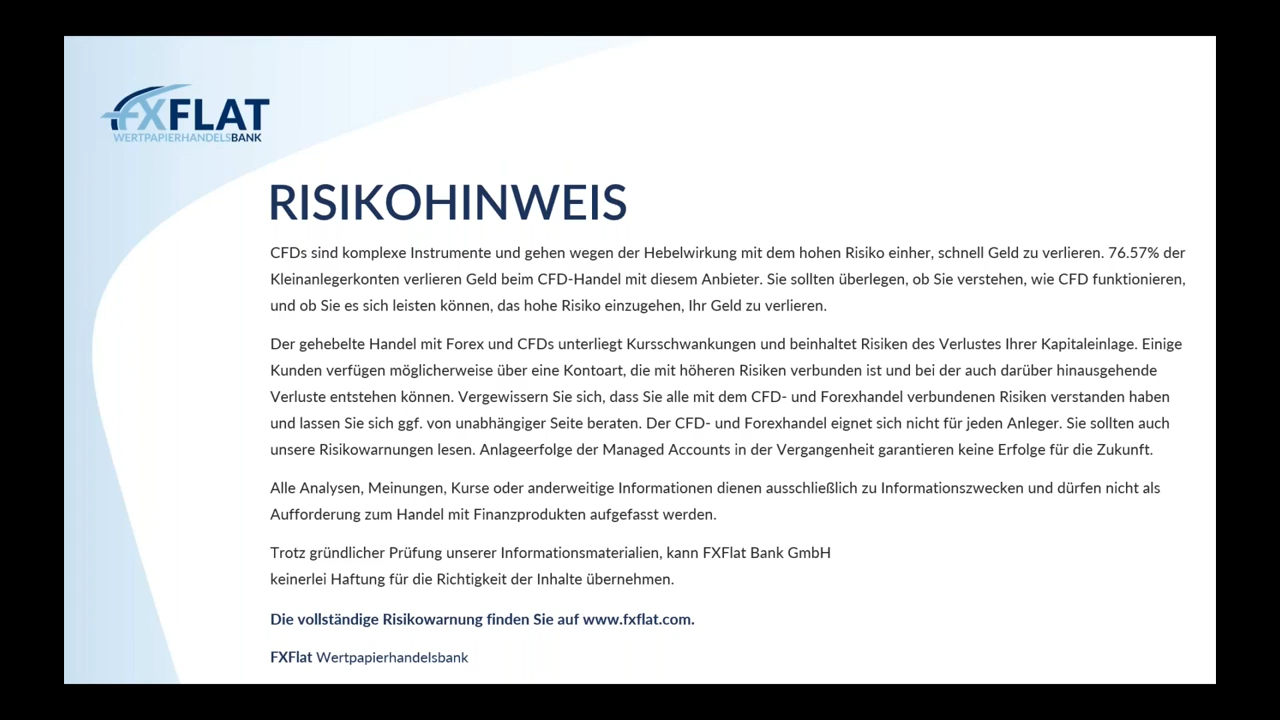 FXFLAT
WERTPAPIERHANDELSBANK
RISIKOHINWEIS
CFDs sind komplexe Instrumente und gehen wegen der Hebelwirkung mit dem hohen Risiko einher, schnell Geld zu verlieren. 76.57% der
Kleinanlegerkonten verlieren Geld beim CFD-Handel mit diesem Anbieter. Sie sollten überlegen, ob Sie verstehen, wie CFD funktionieren,
und ob Sie es sich leisten können, das hohe Risiko einzugehen, Ihr Geld zu verlieren.
Der gehebelte Handel mit Forex und CFDs unterliegt Kursschwankungen und beinhaltet Risiken des Verlustes Ihrer Kapitaleinlage. Einige
Kunden verfügen möglicherweise über eine Kontoart, die mit höheren Risiken verbunden ist und bei der auch darüber hinausgehende
Verluste entstehen können. Vergewissern Sie sich, dass Sie alle mit dem CFD- und Forexhandel verbundenen Risiken verstanden haben
und lassen Sie sich ggf. von unabhängiger Seite beraten. Der CFD- und Forexhandel eignet sich nicht für jeden Anleger. Sie sollten auch
unsere Risikowarnungen lesen. Anlageerfolge der Managed Accounts in der Vergangenheit garantieren keine Erfolge für die Zukunft.
Alle Analysen, Meinungen, Kurse oder anderweitige Informationen dienen ausschließlich zu Informationszwecken und dürfen nicht als
Aufforderung zum Handel mit Finanzprodukten aufgefasst werden.
Trotz gründlicher Prüfung unserer Informationsmaterialien, kann FXFlat Bank GmbH
keinerlei Haftung für die Richtigkeit der Inhalte übernehmen.
Die vollständige Risikowarnung finden Sie auf www.fxflat.com.
FXFlat Wertpapierhandelsbank